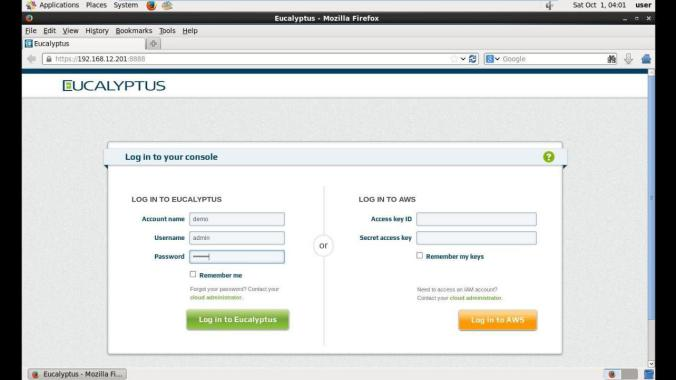 Applications Places System Sat Oct 1, 04:01 user
Eucalyptus - Mozilla Firefox
File Edit View History Bookmarks Tools Help
Eucalyptus
https://192.168.12.201:8888 Google
EUCALYPTUS
Log in to your console ?
LOG IN TO EUCALYPTUS
Account name demo
Username admin
Password
Remember me
Forgot your password? Contact your
cloud administrator.
Log in to Eucalyptus
or
LOG IN TO AWS
Access key ID
Secret access key
Remember my keys
Need to access an IAM account?
Contact your cloud administrator.
Log in to AWS
Eucalyptus - Mozilla Fi...